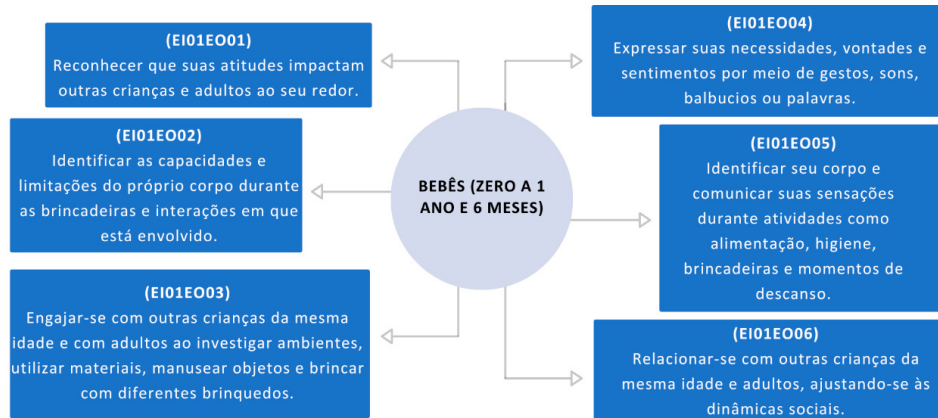 (EI01EO01)
Reconhecer que suas atitudes impactam
outras crianças e adultos ao seu redor.
(EI01EO02)
Identificar as capacidades e
limitações do próprio corpo durante
as brincadeiras e interações em que
está envolvido.
(EI01EO03)
Engajar-se com outras crianças da mesma
idade e com adultos ao investigar ambientes,
utilizar materiais, manusear objetos e brincar
com diferentes brinquedos.
BEBÊS (ZERO A 1
ANO E 6 MESES)
(EI01EO04)
Expressar suas necessidades, vontades e
sentimentos por meio de gestos, sons,
balbucios ou palavras.
(EI01EO05)
Identificar seu corpo e
comunicar suas sensações
durante atividades como
alimentação, higiene,
brincadeiras e momentos de
descanso.
(EI01EO06)
Relacionar-se com outras crianças da
mesma idade e adultos, ajustando-se às
dinâmicas sociais.